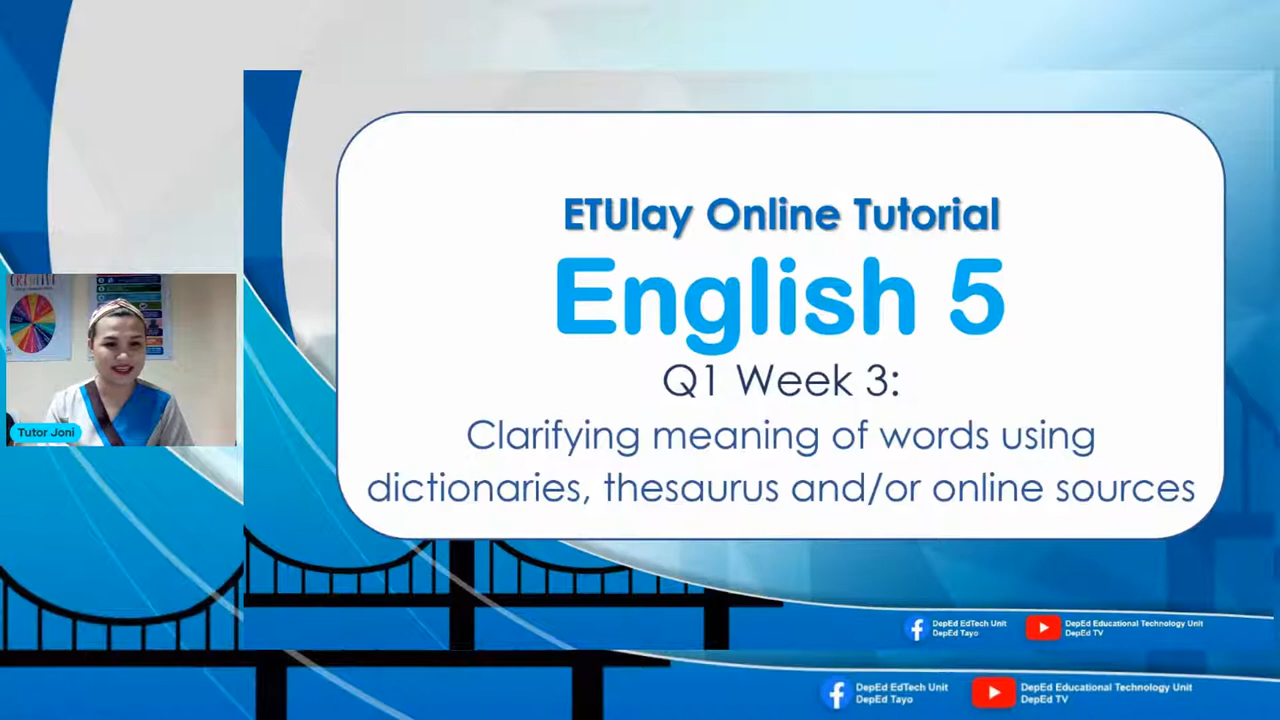 ETUlay Online Tutorial
English 5
Q1 Week 3:
Clarifying meaning of words using
dictionaries, thesaurus and/or online sources
CREATIVE
Tutor Joni
DepEd EdTech Unit
DepEd Tayo
DepEd Educational Technology Unit
DepEd TV
DepEd EdTech Unit
DepEd Tayo
DepEd Educational Technology Unit
DepEd TV